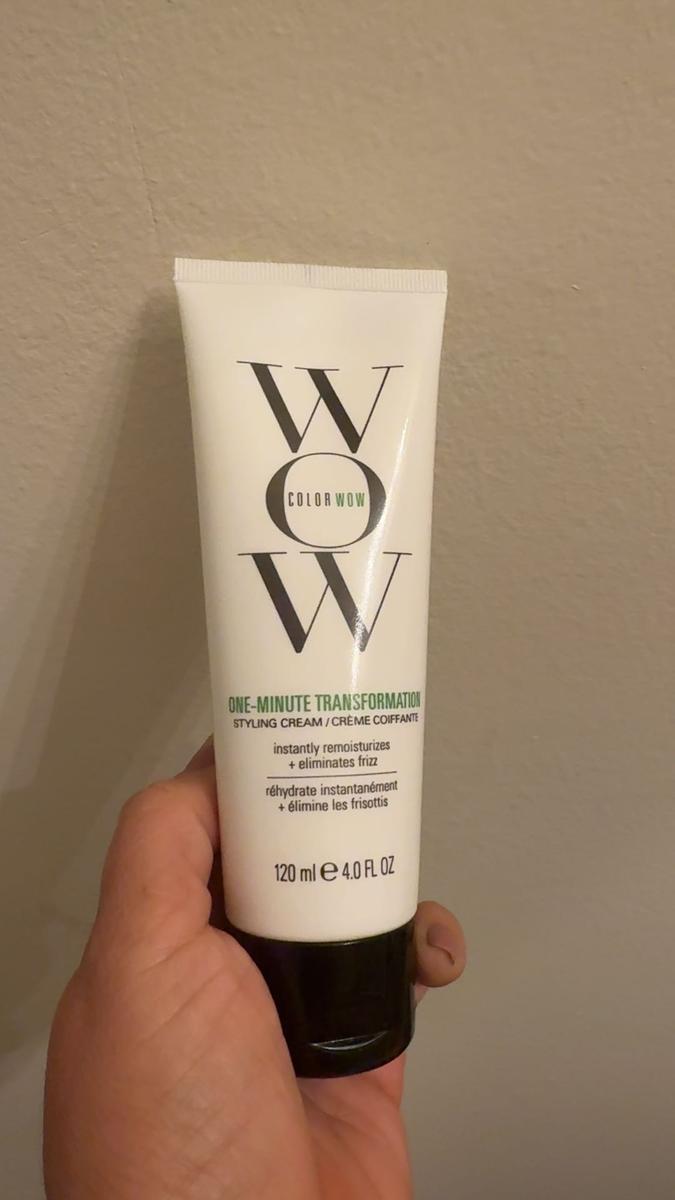 W
O
COLOR WOW
W
ONE-MINUTE TRANSFORMATION
STYLING CREAM / CRÈME COIFFANTE
instantly remoisturizes
+ eliminates frizz
réhydrate instantanément
+ élimine les frisottis
120 ml e 4.0 FL OZ